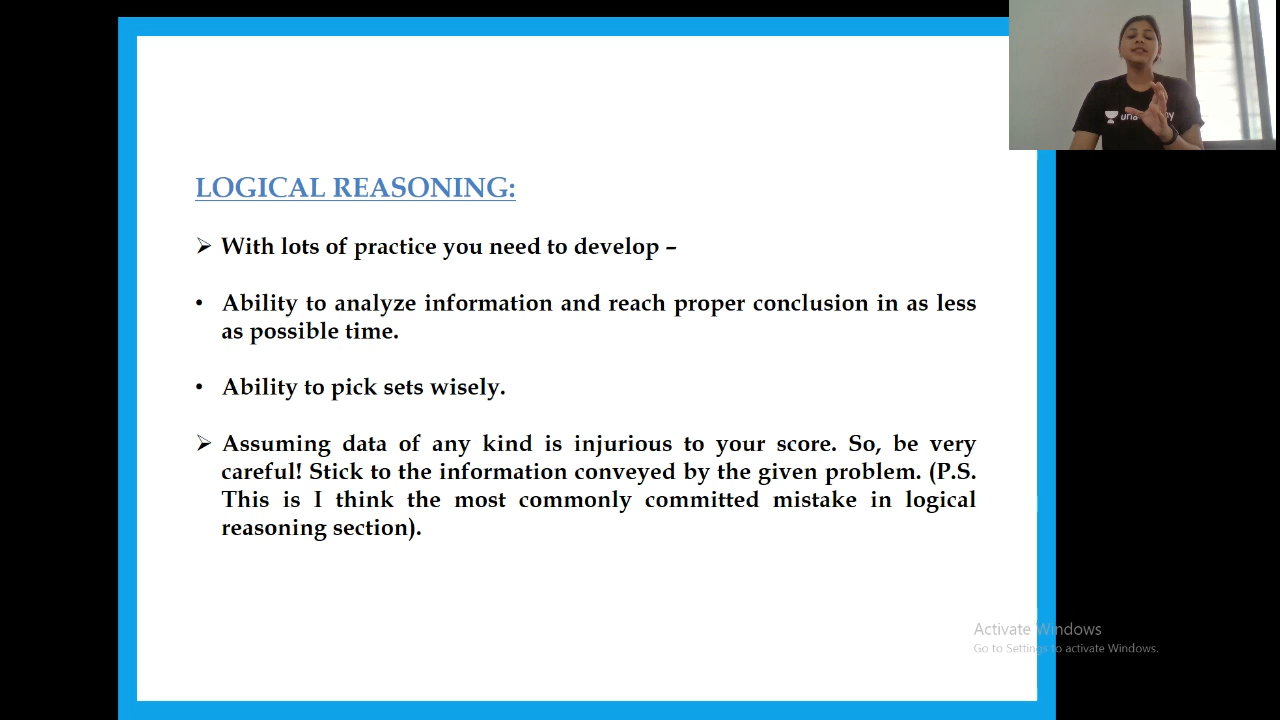 LOGICAL REASONING:
➢ With lots of practice you need to develop –
• Ability to analyze information and reach proper conclusion in as less
as possible time.
• Ability to pick sets wisely.
➢ Assuming data of any kind is injurious to your score. So, be very
careful! Stick to the information conveyed by the given problem. (P.S.
This is I think the most commonly committed mistake in logical
reasoning section).
Activate Windows
Go to Settings to activate Windows.